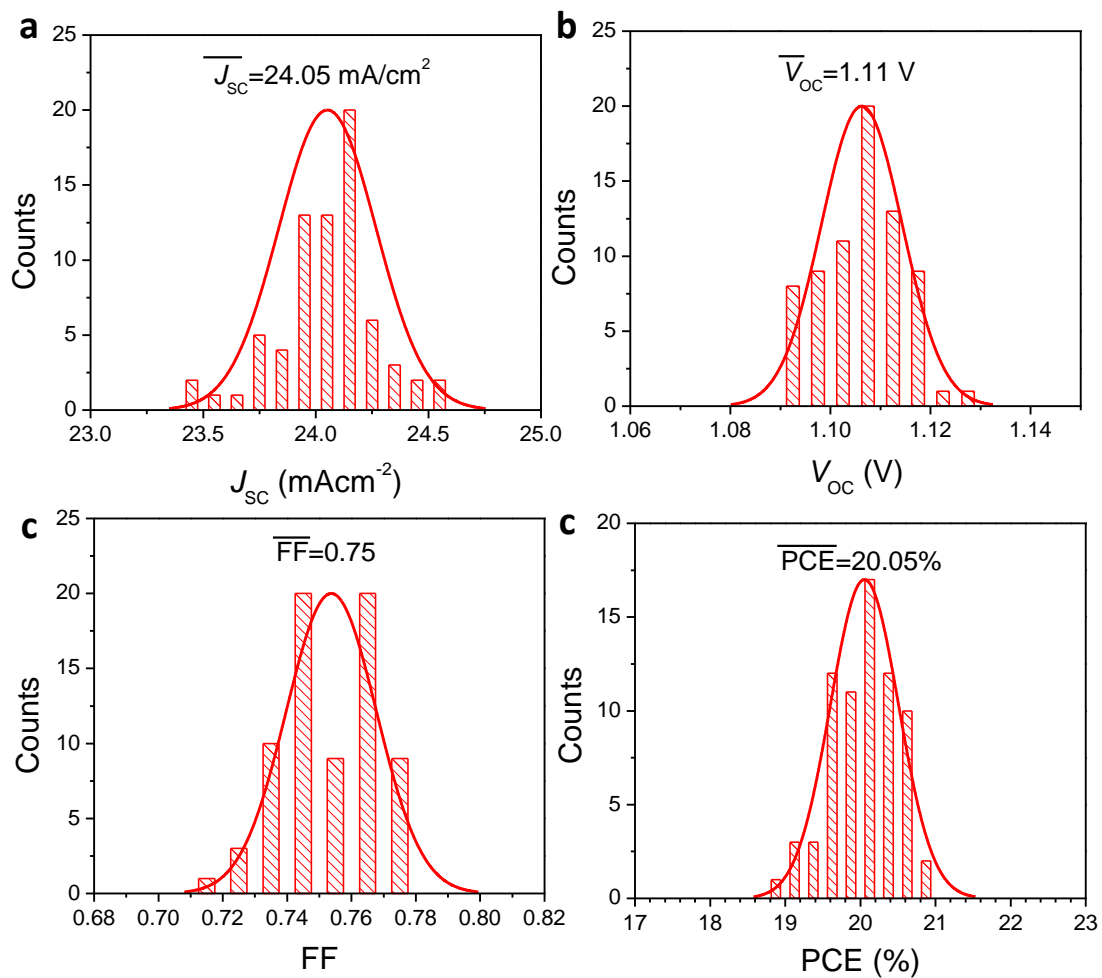 a
25
20
15
10
5
0
Counts
J̅SC=24.05 mA/cm²
23.0 23.5 24.0 24.5 25.0
JSC (mAcm⁻²)
b
25
20
15
10
5
0
Counts
V̅OC=1.11 V
1.06 1.08 1.10 1.12 1.14
VOC (V)
c
25
20
15
10
5
0
Counts
F̅F̅=0.75
0.68 0.70 0.72 0.74 0.76 0.78 0.80 0.82
FF
c
20
15
10
5
0
Counts
P̅C̅E̅=20.05%
17 18 19 20 21 22 23
PCE (%)